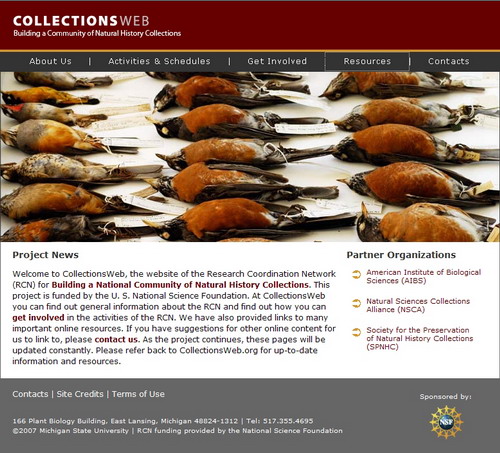 COLLECTIONSWEB
Building a Community of Natural History Collections
About Us | Activities & Schedules | Get Involved | Resources | Contacts
Project News
Welcome to CollectionsWeb, the website of the Research Coordination Network
(RCN) for Building a National Community of Natural History Collections. This
project is funded by the U. S. National Science Foundation. At CollectionsWeb
you can find out general information about the RCN and find out how you can
get involved in the activities of the RCN. We have also provided links to many
important online resources. If you have suggestions for other online content for
us to link to, please contact us. As the project continues, these pages will be
updated constantly. Please refer back to CollectionsWeb.org for up-to-date
information and resources.
Partner Organizations
American Institute of Biological
Sciences (AIBS)
Natural Sciences Collections
Alliance (NSCA)
Society for the Preservation
of Natural History Collections
(SPNHC)
Contacts | Site Credits | Terms of Use
166 Plant Biology Building, East Lansing, Michigan 48824-1312 | Tel: 517.355.4695
©2007 Michigan State University | RCN funding provided by the National Science Foundation
Sponsored by:
NSF